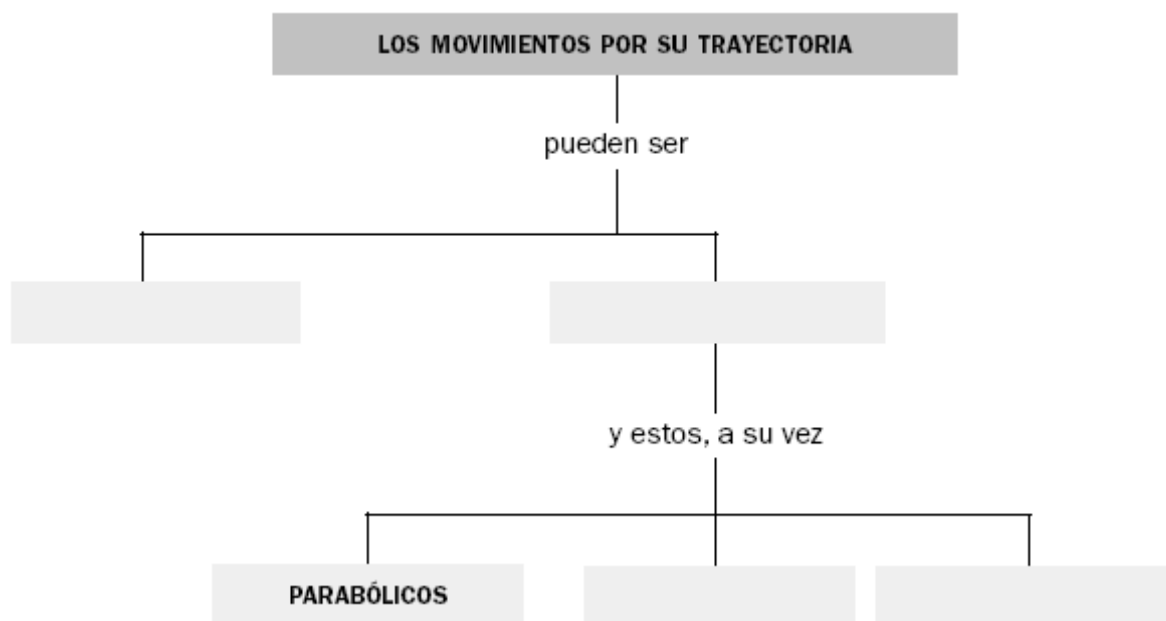 LOS MOVIMIENTOS POR SU TRAYECTORIA
pueden ser
y estos, a su vez
PARABÓLICOS